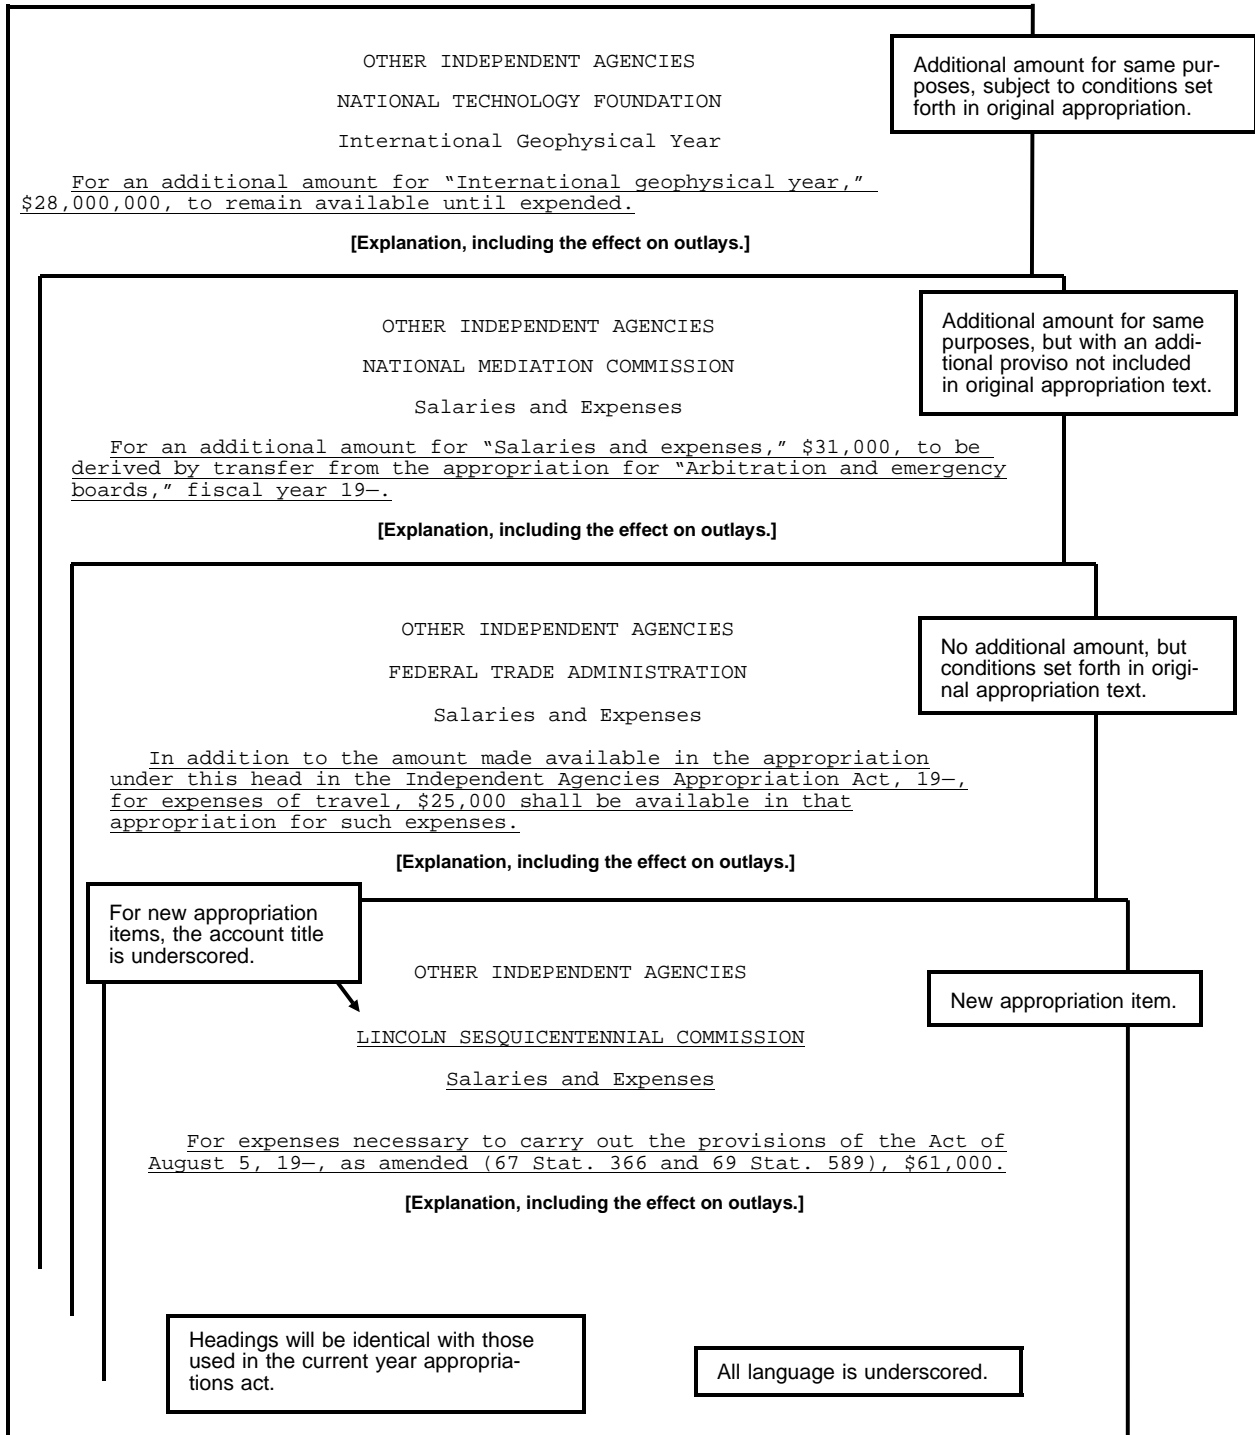 OTHER INDEPENDENT AGENCIES
NATIONAL TECHNOLOGY FOUNDATION
International Geophysical Year
Additional amount for same pur-
poses, subject to conditions set
forth in original appropriation.
For an additional amount for “International geophysical year,”
$28,000,000, to remain available until expended.
[Explanation, including the effect on outlays.]
OTHER INDEPENDENT AGENCIES
NATIONAL MEDIATION COMMISSION
Salaries and Expenses
Additional amount for same
purposes, but with an addi-
tional proviso not included
in original appropriation text.
For an additional amount for “Salaries and expenses,” $31,000, to be
derived by transfer from the appropriation for “Arbitration and emergency
boards,” fiscal year 19—.
[Explanation, including the effect on outlays.]
OTHER INDEPENDENT AGENCIES
FEDERAL TRADE ADMINISTRATION
Salaries and Expenses
No additional amount, but
conditions set forth in origi-
nal appropriation text.
In addition to the amount made available in the appropriation
under this head in the Independent Agencies Appropriation Act, 19—,
for expenses of travel, $25,000 shall be available in that
appropriation for such expenses.
[Explanation, including the effect on outlays.]
For new appropriation
items, the account title
is underscored.
OTHER INDEPENDENT AGENCIES
New appropriation item.
LINCOLN SESQUICENTENNIAL COMMISSION
Salaries and Expenses
For expenses necessary to carry out the provisions of the Act of
August 5, 19—, as amended (67 Stat. 366 and 69 Stat. 589), $61,000.
[Explanation, including the effect on outlays.]
Headings will be identical with those
used in the current year appropria-
tions act.
All language is underscored.